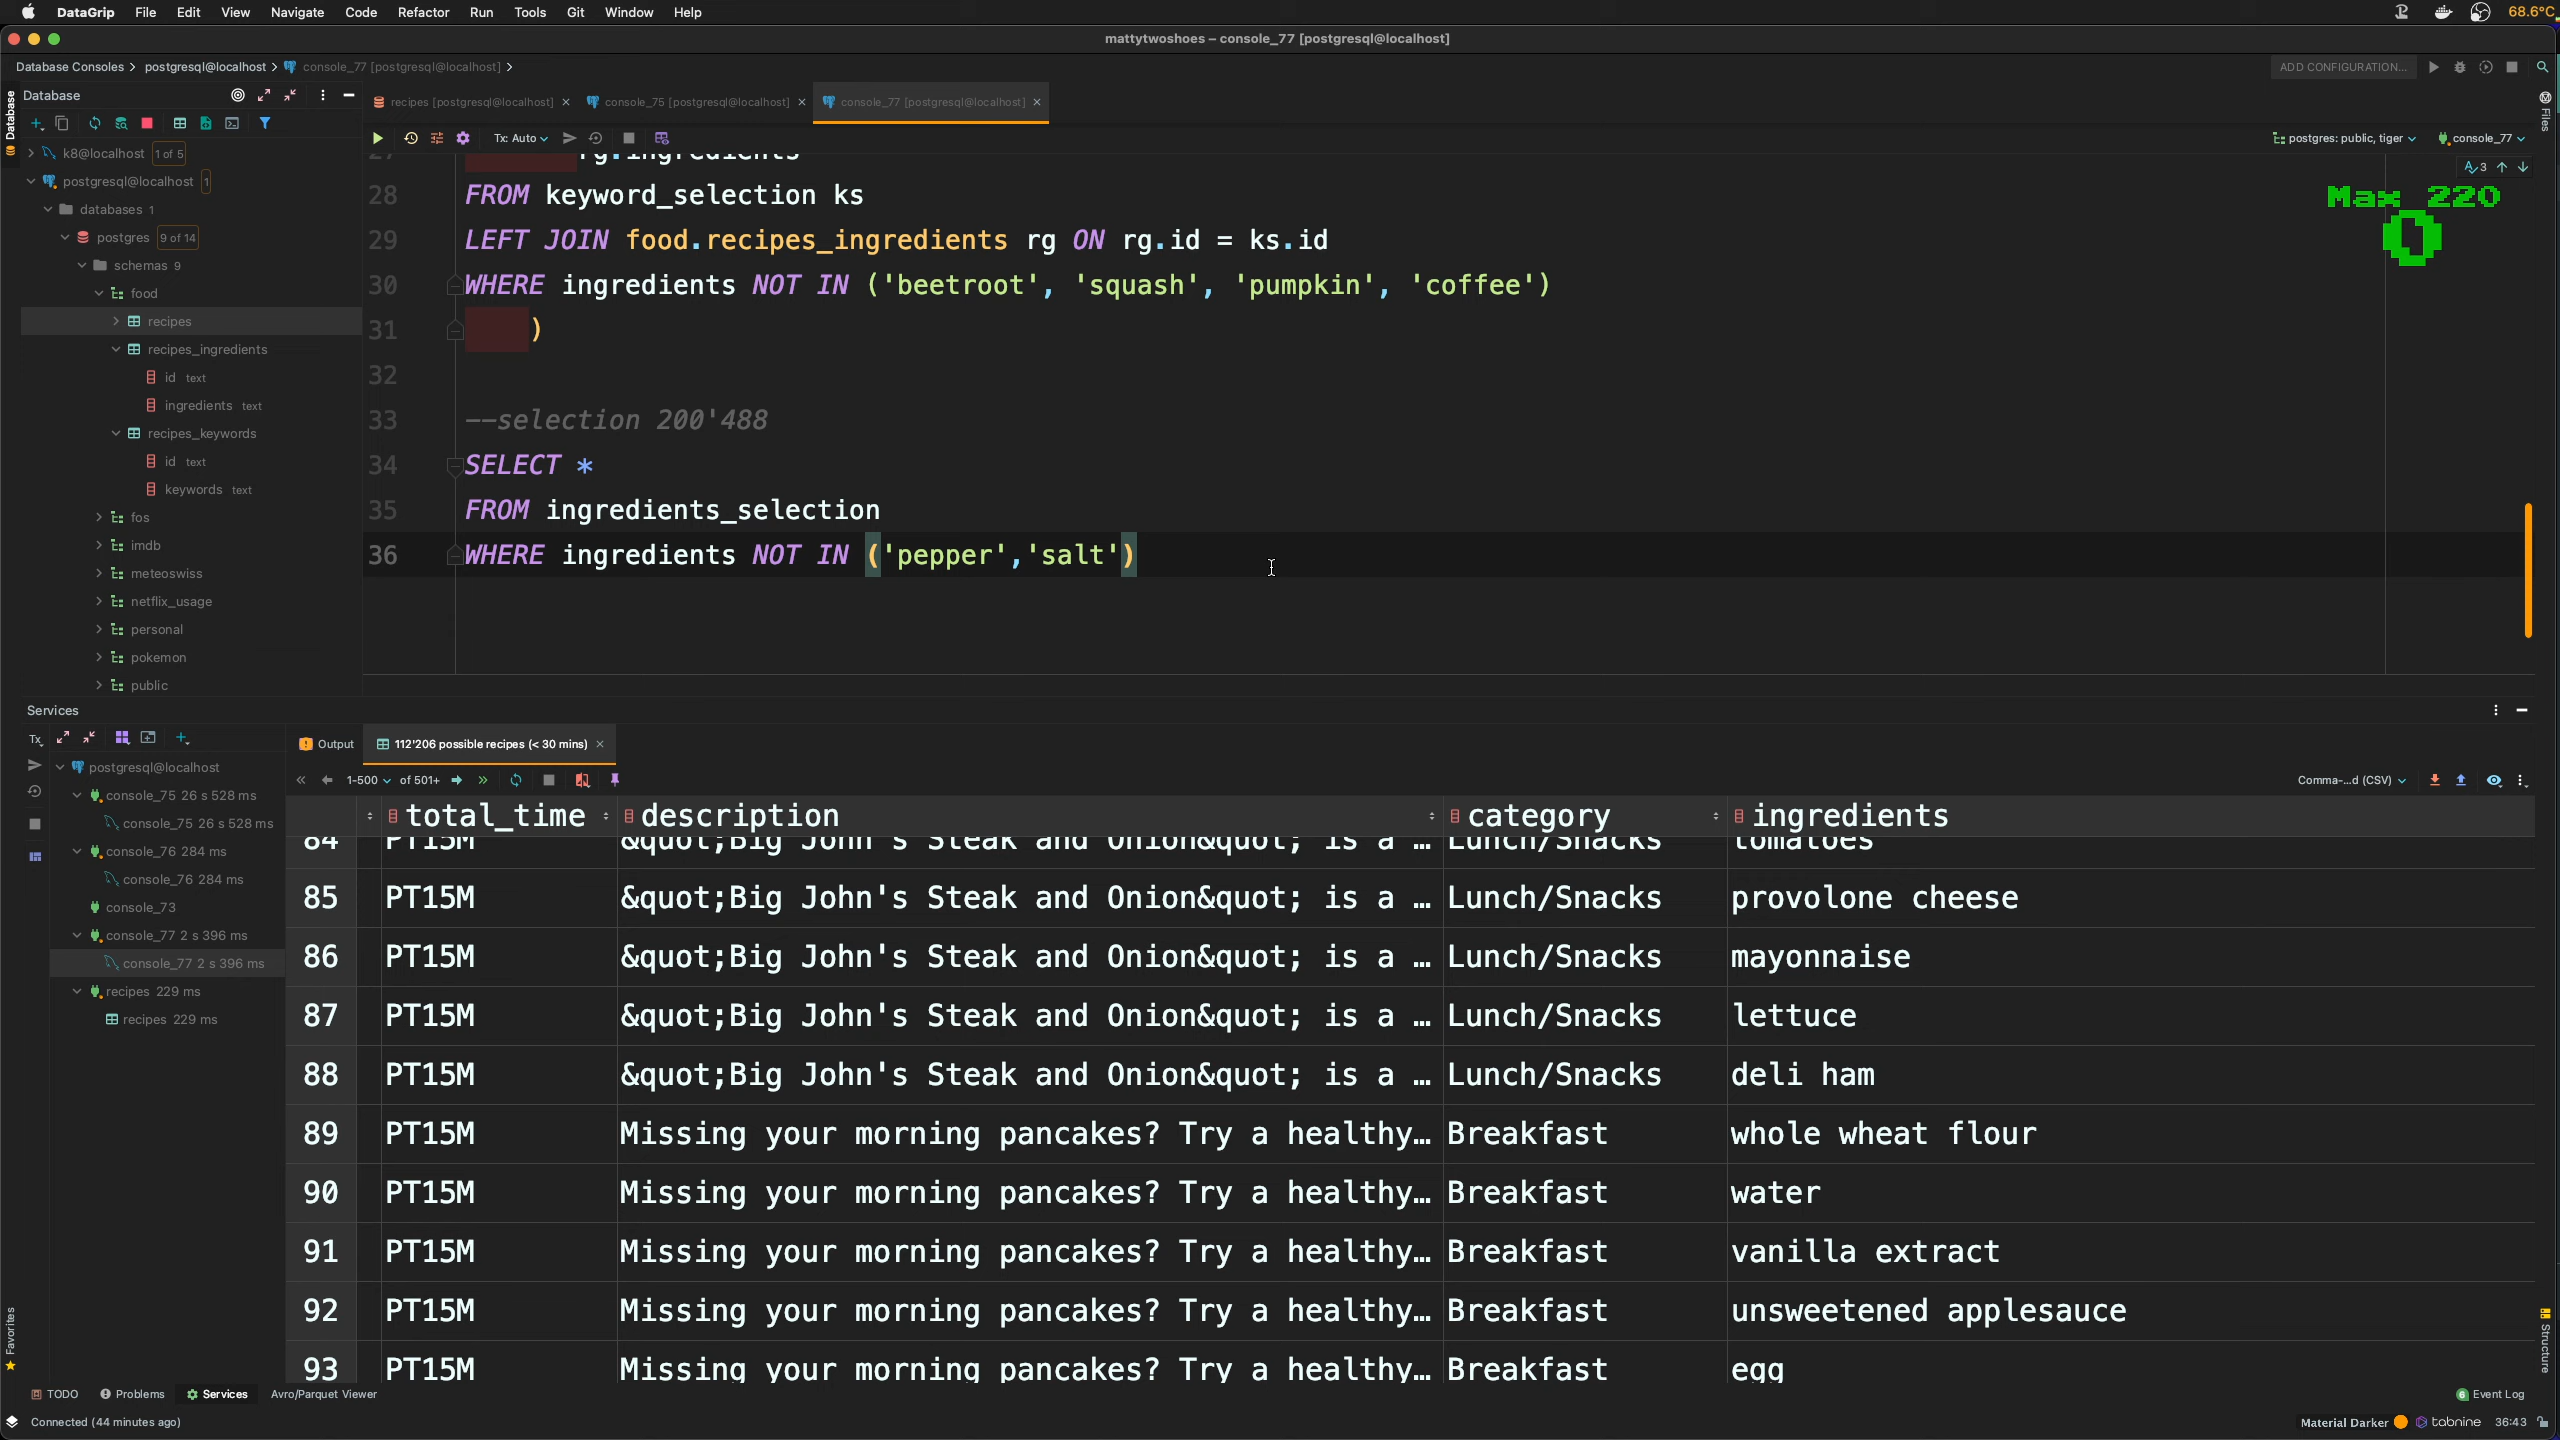 DataGrip File Edit View Navigate Code Refactor Run Tools Git Window Help 68.6°C
mattytwoshoes – console_77 [postgresql@localhost]
Database Consoles postgresql@localhost console_77 [postgresql@localhost] ADD CONFIGURATION...
Database
recipes [postgresql@localhost] console_75 [postgresql@localhost] console_77 [postgresql@localhost]
Tx: Auto postgres: public, tiger console_77
Database
Files
k8@localhost 1 of 5
postgresql@localhost 1
databases 1
postgres 9 of 14
schemas 9
food
recipes
recipes_ingredients
id text
ingredients text
recipes_keywords
id text
keywords text
fos
imdb
meteoswiss
netflix_usage
personal
pokemon
public
3
Max 220
0
27 rg.ingredients
28 FROM keyword_selection ks
29 LEFT JOIN food.recipes_ingredients rg ON rg.id = ks.id
30 WHERE ingredients NOT IN ('beetroot', 'squash', 'pumpkin', 'coffee')
31 )
32
33 --selection 200'488
34 SELECT *
35 FROM ingredients_selection
36 WHERE ingredients NOT IN ('pepper','salt')
Services
Tx
postgresql@localhost
console_75 26 s 528 ms
console_75 26 s 528 ms
console_76 284 ms
console_76 284 ms
console_73
console_77 2 s 396 ms
console_77 2 s 396 ms
recipes 229 ms
recipes 229 ms
Output 112'206 possible recipes (< 30 mins)
1-500 of 501+ Comma-...d (CSV)
total_time description category ingredients
84 PT15M &quot;Big John's Steak and Onion&quot; is a … Lunch/Snacks tomatoes
85 PT15M &quot;Big John's Steak and Onion&quot; is a … Lunch/Snacks provolone cheese
86 PT15M &quot;Big John's Steak and Onion&quot; is a … Lunch/Snacks mayonnaise
87 PT15M &quot;Big John's Steak and Onion&quot; is a … Lunch/Snacks lettuce
88 PT15M &quot;Big John's Steak and Onion&quot; is a … Lunch/Snacks deli ham
89 PT15M Missing your morning pancakes? Try a healthy… Breakfast whole wheat flour
90 PT15M Missing your morning pancakes? Try a healthy… Breakfast water
91 PT15M Missing your morning pancakes? Try a healthy… Breakfast vanilla extract
92 PT15M Missing your morning pancakes? Try a healthy… Breakfast unsweetened applesauce
93 PT15M Missing your morning pancakes? Try a healthy… Breakfast egg
Favorites
Structure
TODO Problems Services Avro/Parquet Viewer 6 Event Log
Connected (44 minutes ago) Material Darker tabnine 36:43